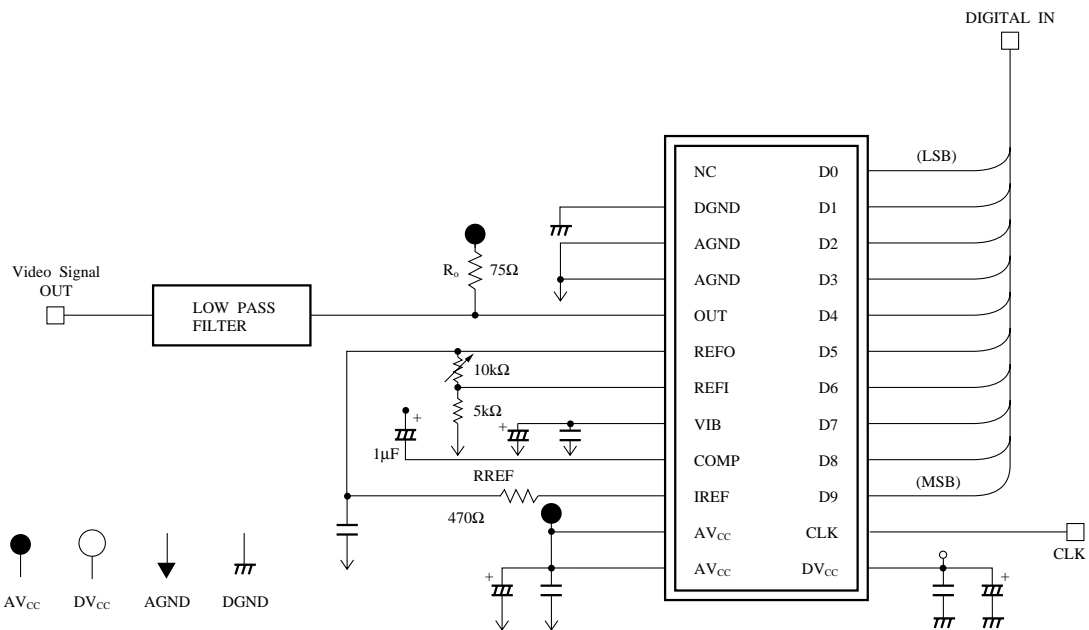 DIGITAL IN
(LSB)
NC D0
DGND D1
AGND D2
Rₒ 75Ω
AGND D3
Video Signal
OUT
LOW PASS
FILTER
OUT D4
REFO D5
10kΩ
REFI D6
5kΩ
+
+
VIB D7
1μF
COMP D8
RREF
(MSB)
IREF D9
470Ω
AVCC CLK
CLK
AVCC DVCC
+
+
AVCC DVCC AGND DGND